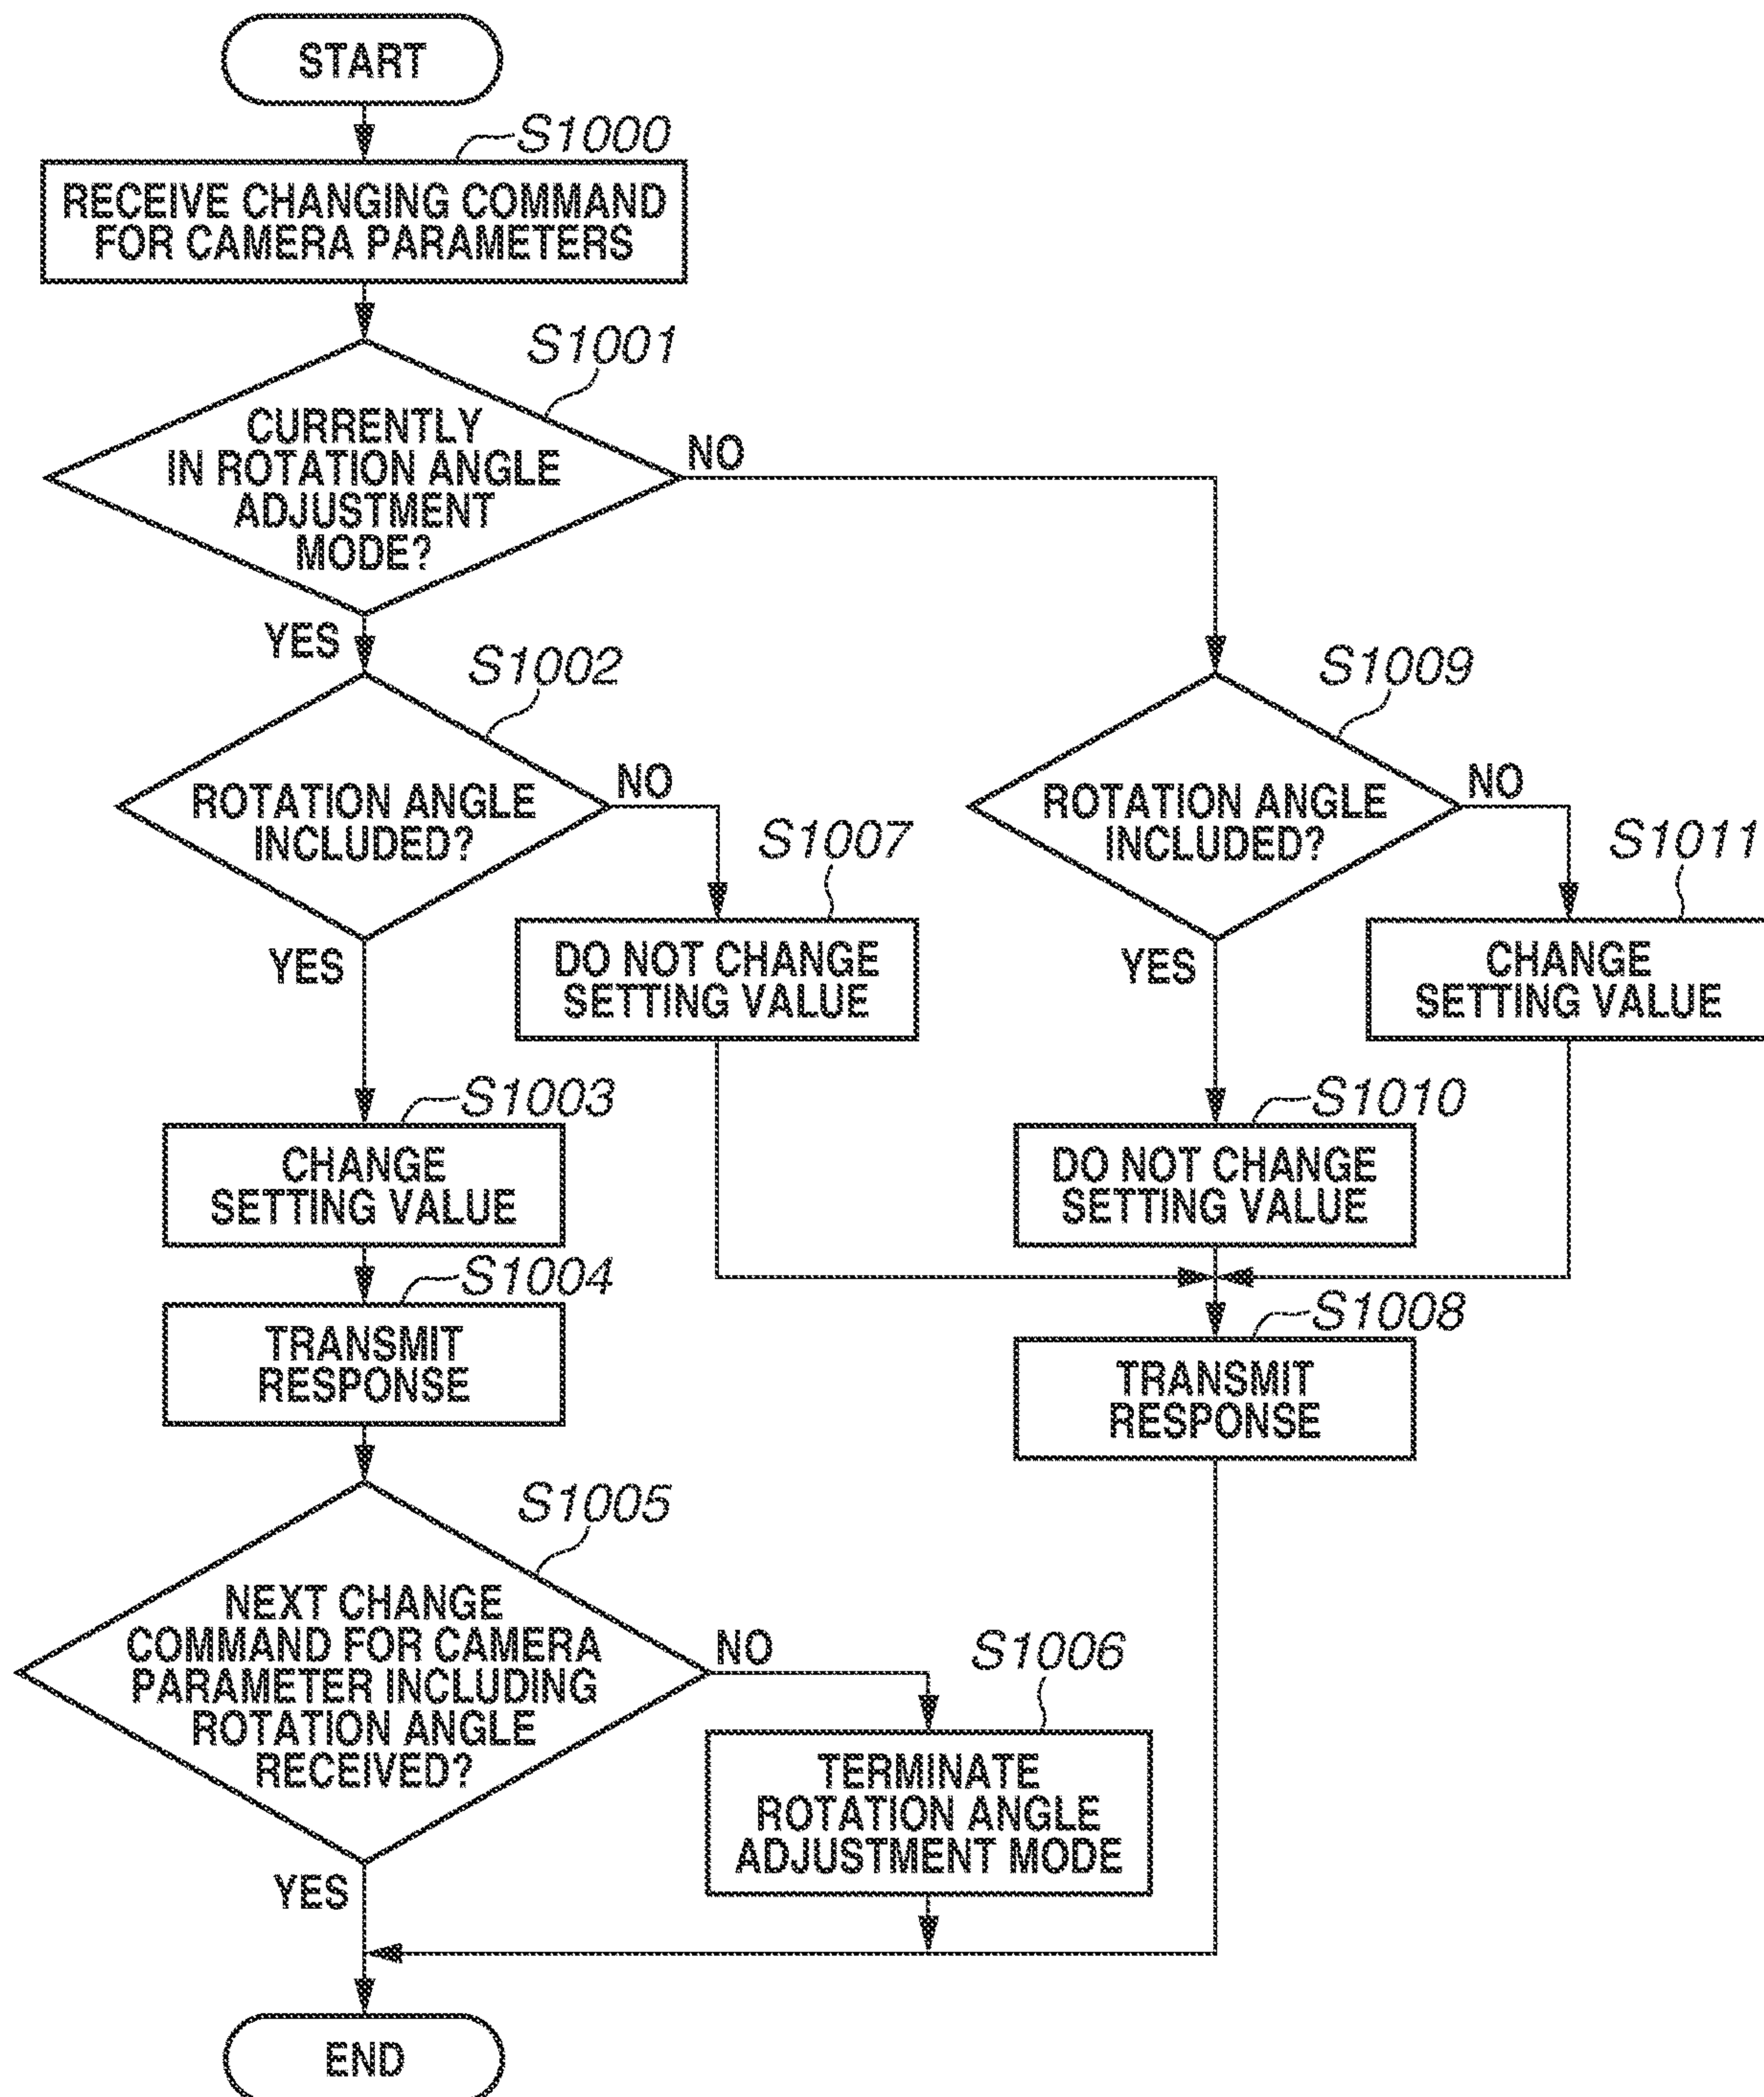 START
S1000
RECEIVE CHANGING COMMAND
FOR CAMERA PARAMETERS
S1001
CURRENTLY
IN ROTATION ANGLE
ADJUSTMENT
MODE?
NO
YES
S1002
ROTATION ANGLE
INCLUDED?
NO
S1007
DO NOT CHANGE
SETTING VALUE
YES
S1009
ROTATION ANGLE
INCLUDED?
NO
S1011
CHANGE
SETTING VALUE
YES
S1003
CHANGE
SETTING VALUE
S1010
DO NOT CHANGE
SETTING VALUE
S1004
TRANSMIT
RESPONSE
S1008
TRANSMIT
RESPONSE
S1005
NEXT CHANGE
COMMAND FOR CAMERA
PARAMETER INCLUDING
ROTATION ANGLE
RECEIVED?
NO
S1006
TERMINATE
ROTATION ANGLE
ADJUSTMENT MODE
YES
END